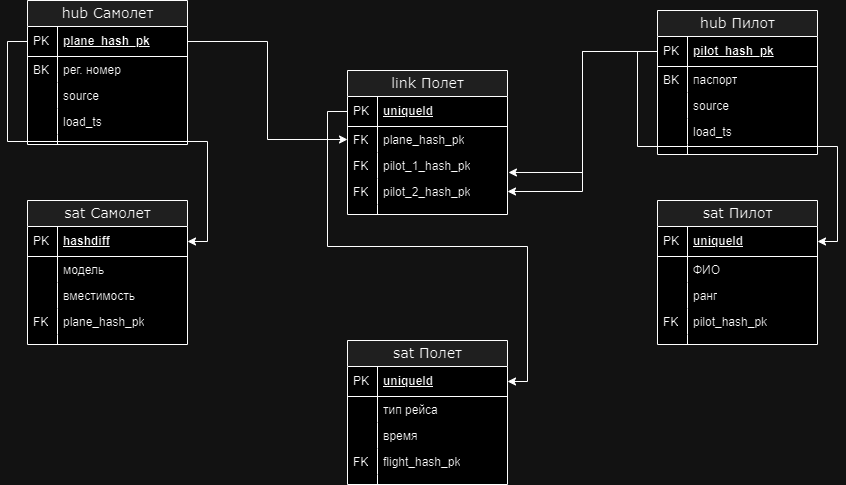 hub Самолет
PK plane_hash_pk
BK рег. номер
source
load_ts
hub Пилот
PK pilot_hash_pk
BK паспорт
source
load_ts
link Полет
PK uniqueId
FK plane_hash_pk
FK pilot_1_hash_pk
FK pilot_2_hash_pk
sat Самолет
PK hashdiff
модель
вместимость
FK plane_hash_pk
sat Пилот
PK uniqueId
ФИО
ранг
FK pilot_hash_pk
sat Полет
PK uniqueId
тип рейса
время
FK flight_hash_pk